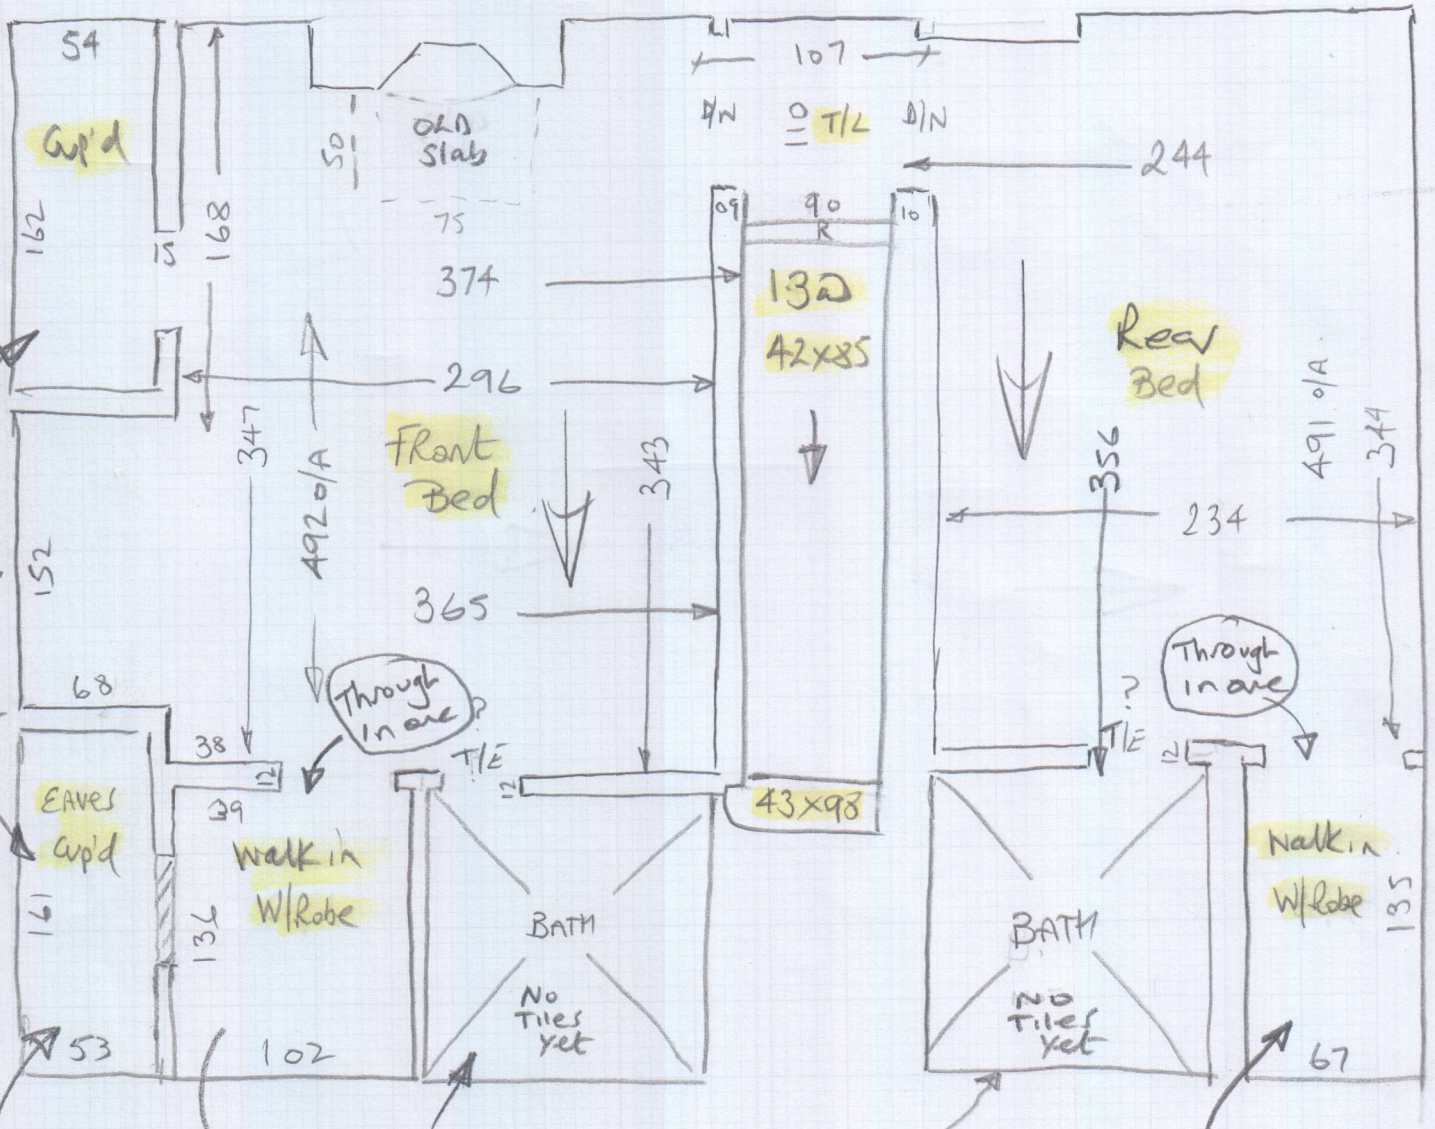 54
Cup'd
162
15
168
50
OLD
Slab
75
107
D/W
10
T/L
D/N
244
09
90
R
10
374
13D
42x85
296
Rear
Bed
347
492 O/A
Front
Bed
343
356
491 O/A
344
234
152
365
Through
in one
Through
in one
68
38
12
39
?
T/E
12
?
T/E
12
43x98
Eaves
Cup'd
161
136
Walk in
W/Robe
BATH
No
Tiles
Yet
BATH
No
Tiles
Yet
Walk in
W/Robe
135
53
102
67